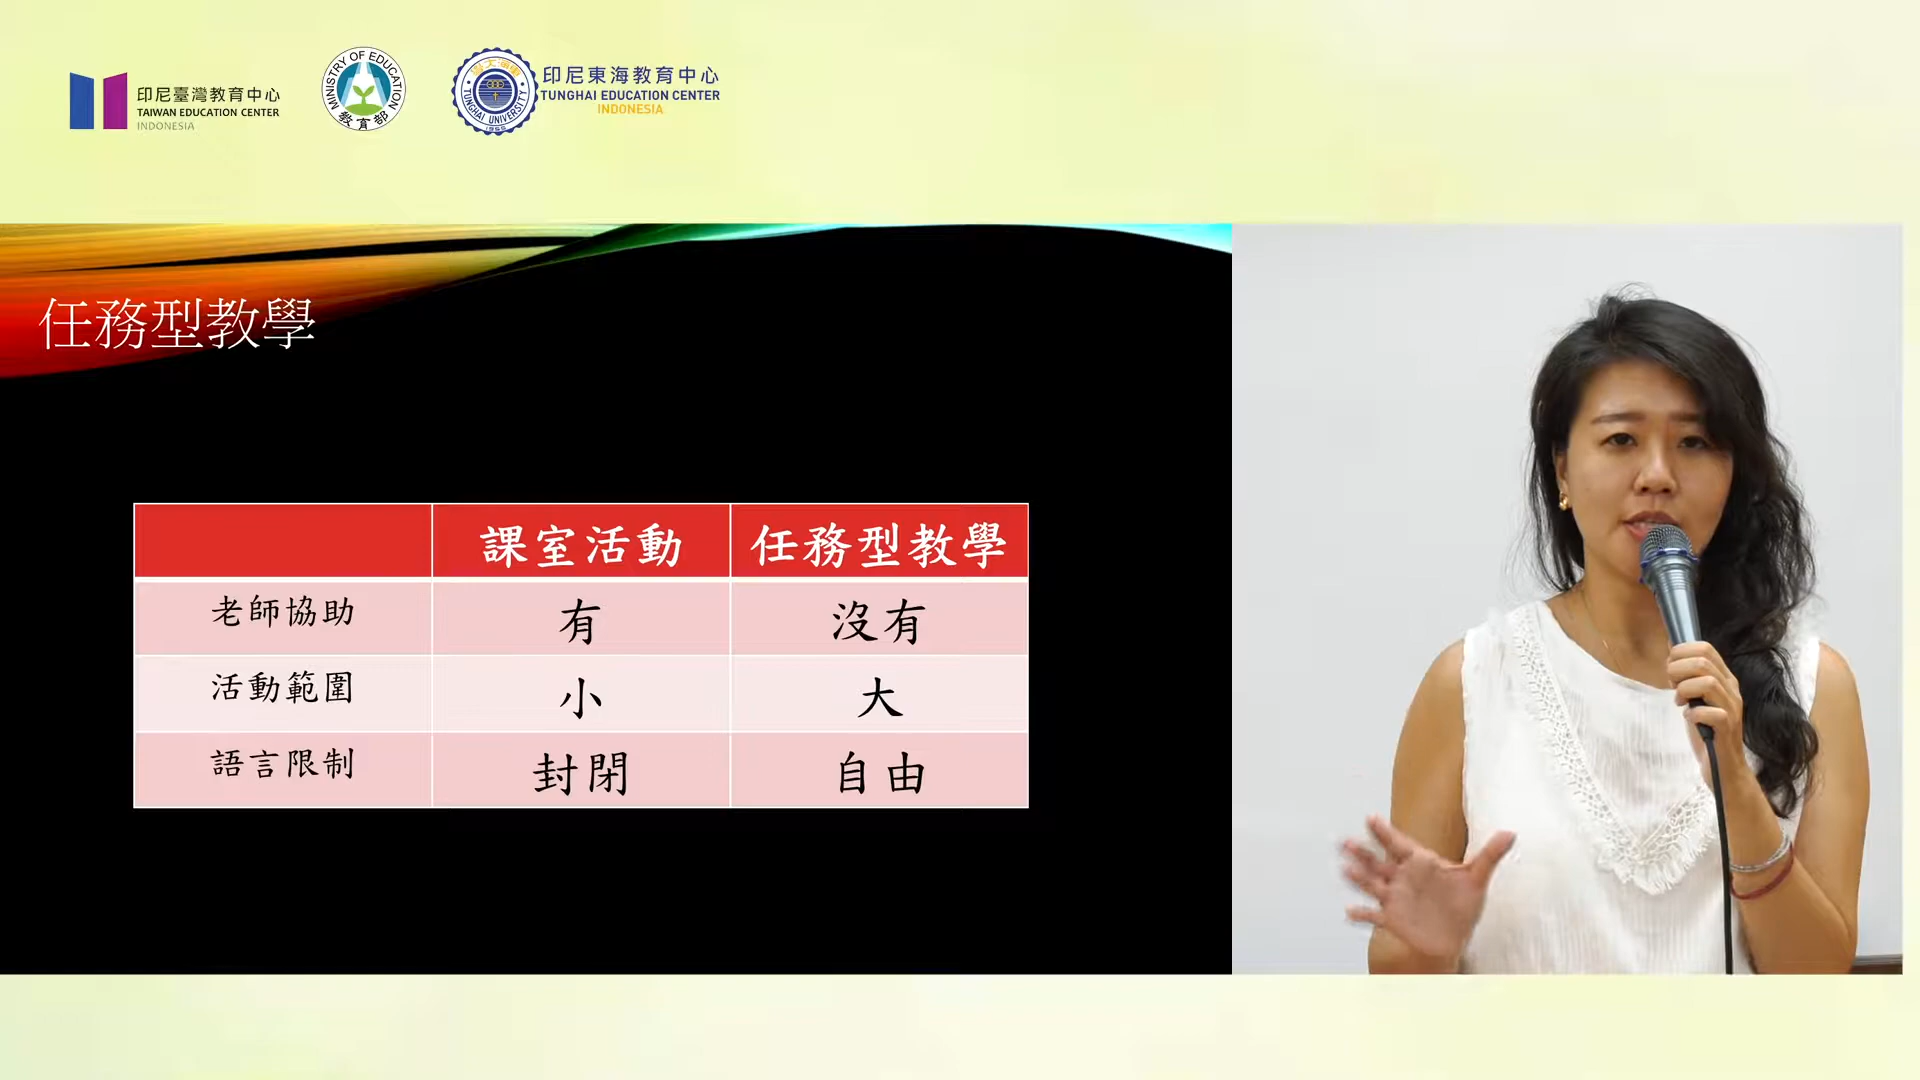 印尼臺灣教育中心
TAIWAN EDUCATION CENTER
INDONESIA
MINISTRY OF EDUCATION
教育部
TUNGHAI UNIVERSITY
1955
印尼東海教育中心
TUNGHAI EDUCATION CENTER
INDONESIA
任務型教學
課室活動 任務型教學
老師協助 有 沒有
活動範圍 小 大
語言限制 封閉 自由